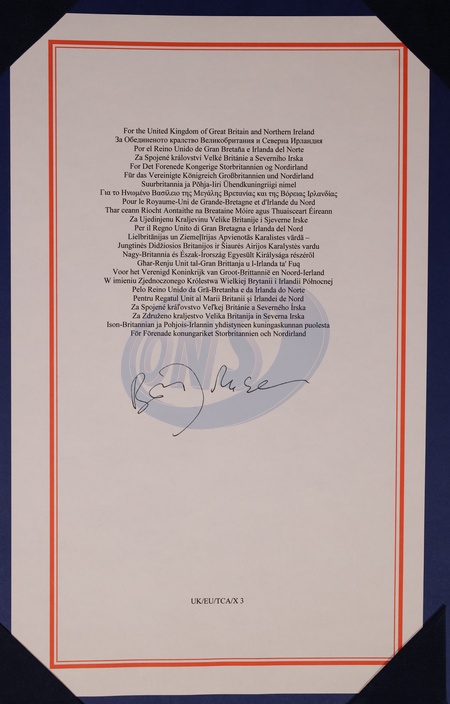 For the United Kingdom of Great Britain and Northern Ireland
За Обединеното кралство Великобритания и Северна Ирландия
Por el Reino Unido de Gran Bretaña e Irlanda del Norte
Za Spojené království Velké Británie a Severního Irska
For Det Forenede Kongerige Storbritannien og Nordirland
Für das Vereinigte Königreich Großbritannien und Nordirland
Suurbritannia ja Põhja-Iiri Ühendkuningriigi nimel
Για το Ηνωμένο Βασίλειο της Μεγάλης Βρετανίας και της Βόρειας Ιρλανδίας
Pour le Royaume-Uni de Grande-Bretagne et d'Irlande du Nord
Thar ceann Ríocht Aontaithe na Breataine Móire agus Thuaisceart Éireann
Za Ujedinjenu Kraljevinu Velike Britanije i Sjeverne Irske
Per il Regno Unito di Gran Bretagna e Irlanda del Nord
Lielbritānijas un Ziemeļīrijas Apvienotās Karalistes vārdā –
Jungtinės Didžiosios Britanijos ir Šiaurės Airijos Karalystės vardu
Nagy-Britannia és Észak-Írország Egyesült Királysága részéről
Għar-Renju Unit tal-Gran Brittanja u l-Irlanda ta' Fuq
Voor het Verenigd Koninkrijk van Groot-Brittannië en Noord-Ierland
W imieniu Zjednoczonego Królestwa Wielkiej Brytanii i Irlandii Północnej
Pelo Reino Unido da Grã-Bretanha e da Irlanda do Norte
Pentru Regatul Unit al Marii Britanii și Irlandei de Nord
Za Spojené kráľovstvo Veľkej Británie a Severného Írska
Za Združeno kraljestvo Velika Britanija in Severna Irska
Ison-Britannian ja Pohjois-Irlannin yhdistyneen kuningaskunnan puolesta
För Förenade konungariket Storbritannien och Nordirland
UK/EU/TCA/X 3